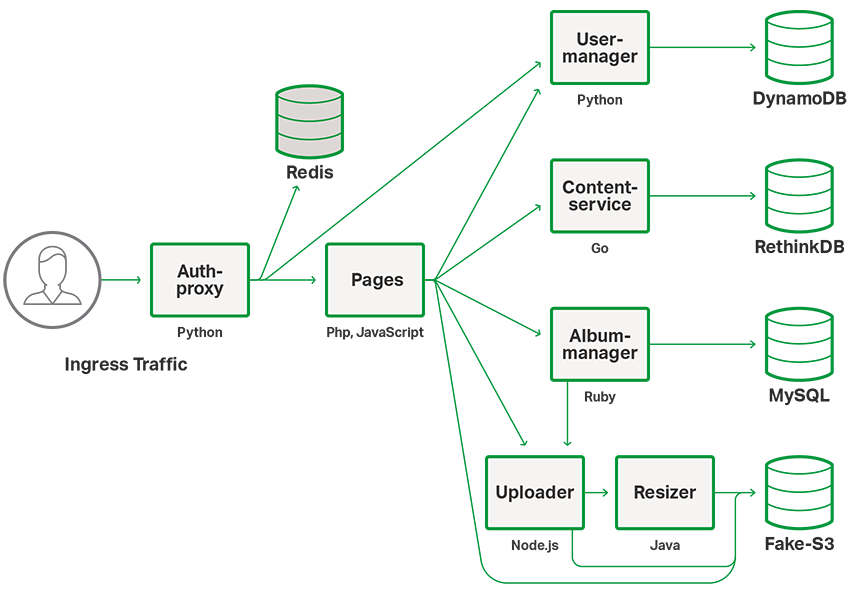 User-
manager
Python
DynamoDB
Redis
Content-
service
Go
RethinkDB
Auth-
proxy
Python
Pages
Php, JavaScript
Ingress Traffic
Album-
manager
Ruby
MySQL
Uploader
Node.js
Resizer
Java
Fake-S3